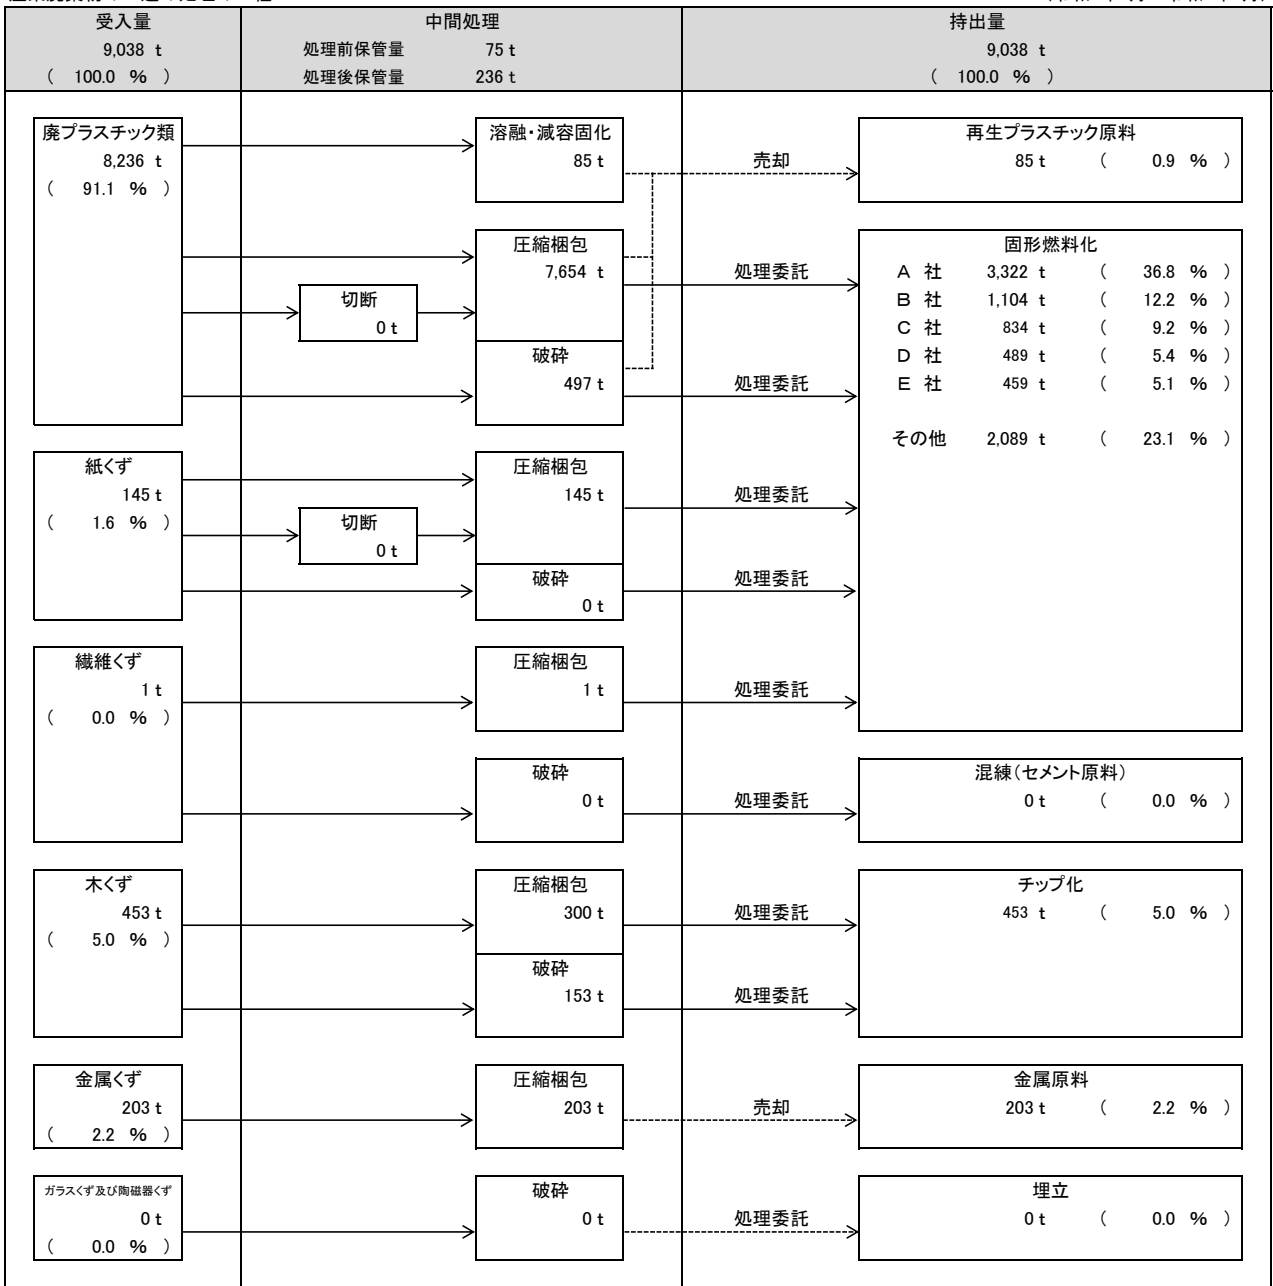 受入量 中間処理 持出量
9,038 t 処理前保管量 75 t 9,038 t
( 100.0 % ) 処理後保管量 236 t ( 100.0 % )
廃プラスチック類 溶融・減容固化 再生プラスチック原料
8,236 t 85 t 売却 85 t ( 0.9 % )
( 91.1 % )
圧縮梱包 固形燃料化
7,654 t 処理委託 A 社 3,322 t ( 36.8 % )
切断 B 社 1,104 t ( 12.2 % )
0 t C 社 834 t ( 9.2 % )
破砕 D 社 489 t ( 5.4 % )
497 t 処理委託 E 社 459 t ( 5.1 % )
その他 2,089 t ( 23.1 % )
紙くず 圧縮梱包
145 t 145 t 処理委託
( 1.6 % ) 切断
0 t
破砕 処理委託
0 t
繊維くず 圧縮梱包
1 t 1 t 処理委託
( 0.0 % )
破砕 混練(セメント原料)
0 t 処理委託 0 t ( 0.0 % )
木くず 圧縮梱包 チップ化
453 t 300 t 処理委託 453 t ( 5.0 % )
( 5.0 % )
破砕
153 t 処理委託
金属くず 圧縮梱包 金属原料
203 t 203 t 売却 203 t ( 2.2 % )
( 2.2 % )
ガラスくず及び陶磁器くず 破砕 埋立
0 t 0 t 処理委託 0 t ( 0.0 % )
( 0.0 % )